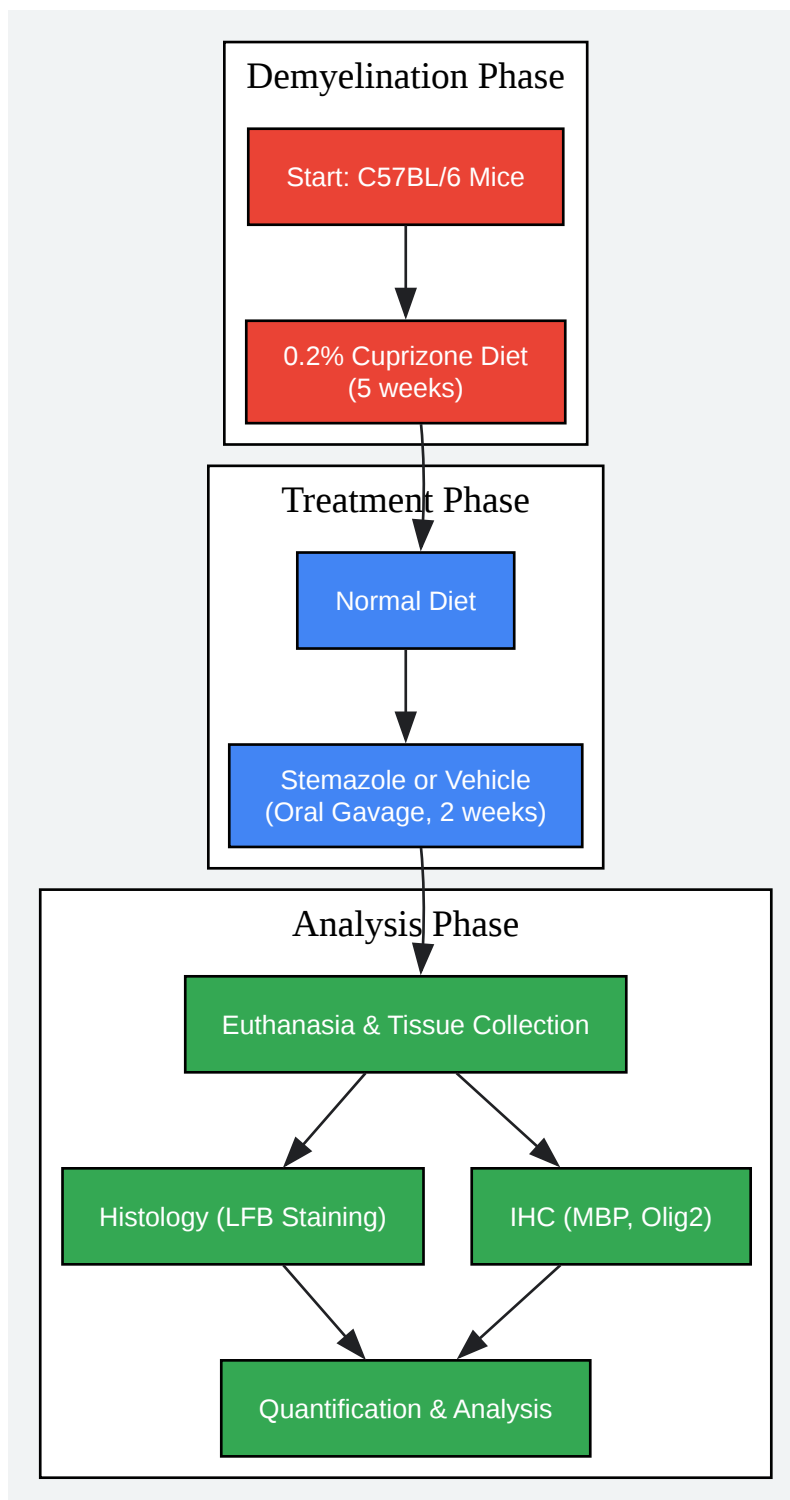 Demyelination Phase
Start: C57BL/6 Mice
0.2% Cuprizone Diet
(5 weeks)
Treatment Phase
Normal Diet
Stemazole or Vehicle
(Oral Gavage, 2 weeks)
Analysis Phase
Euthanasia & Tissue Collection
Histology (LFB Staining)
IHC (MBP, Olig2)
Quantification & Analysis